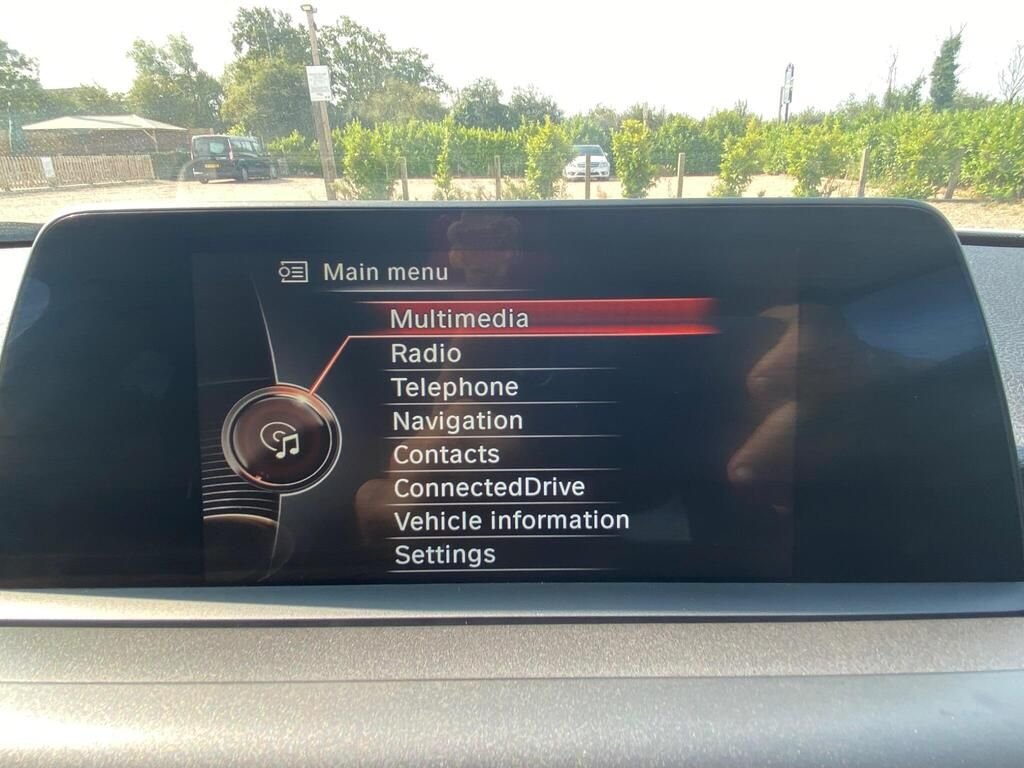 Main menu
Multimedia
Radio
Telephone
Navigation
Contacts
ConnectedDrive
Vehicle information
Settings